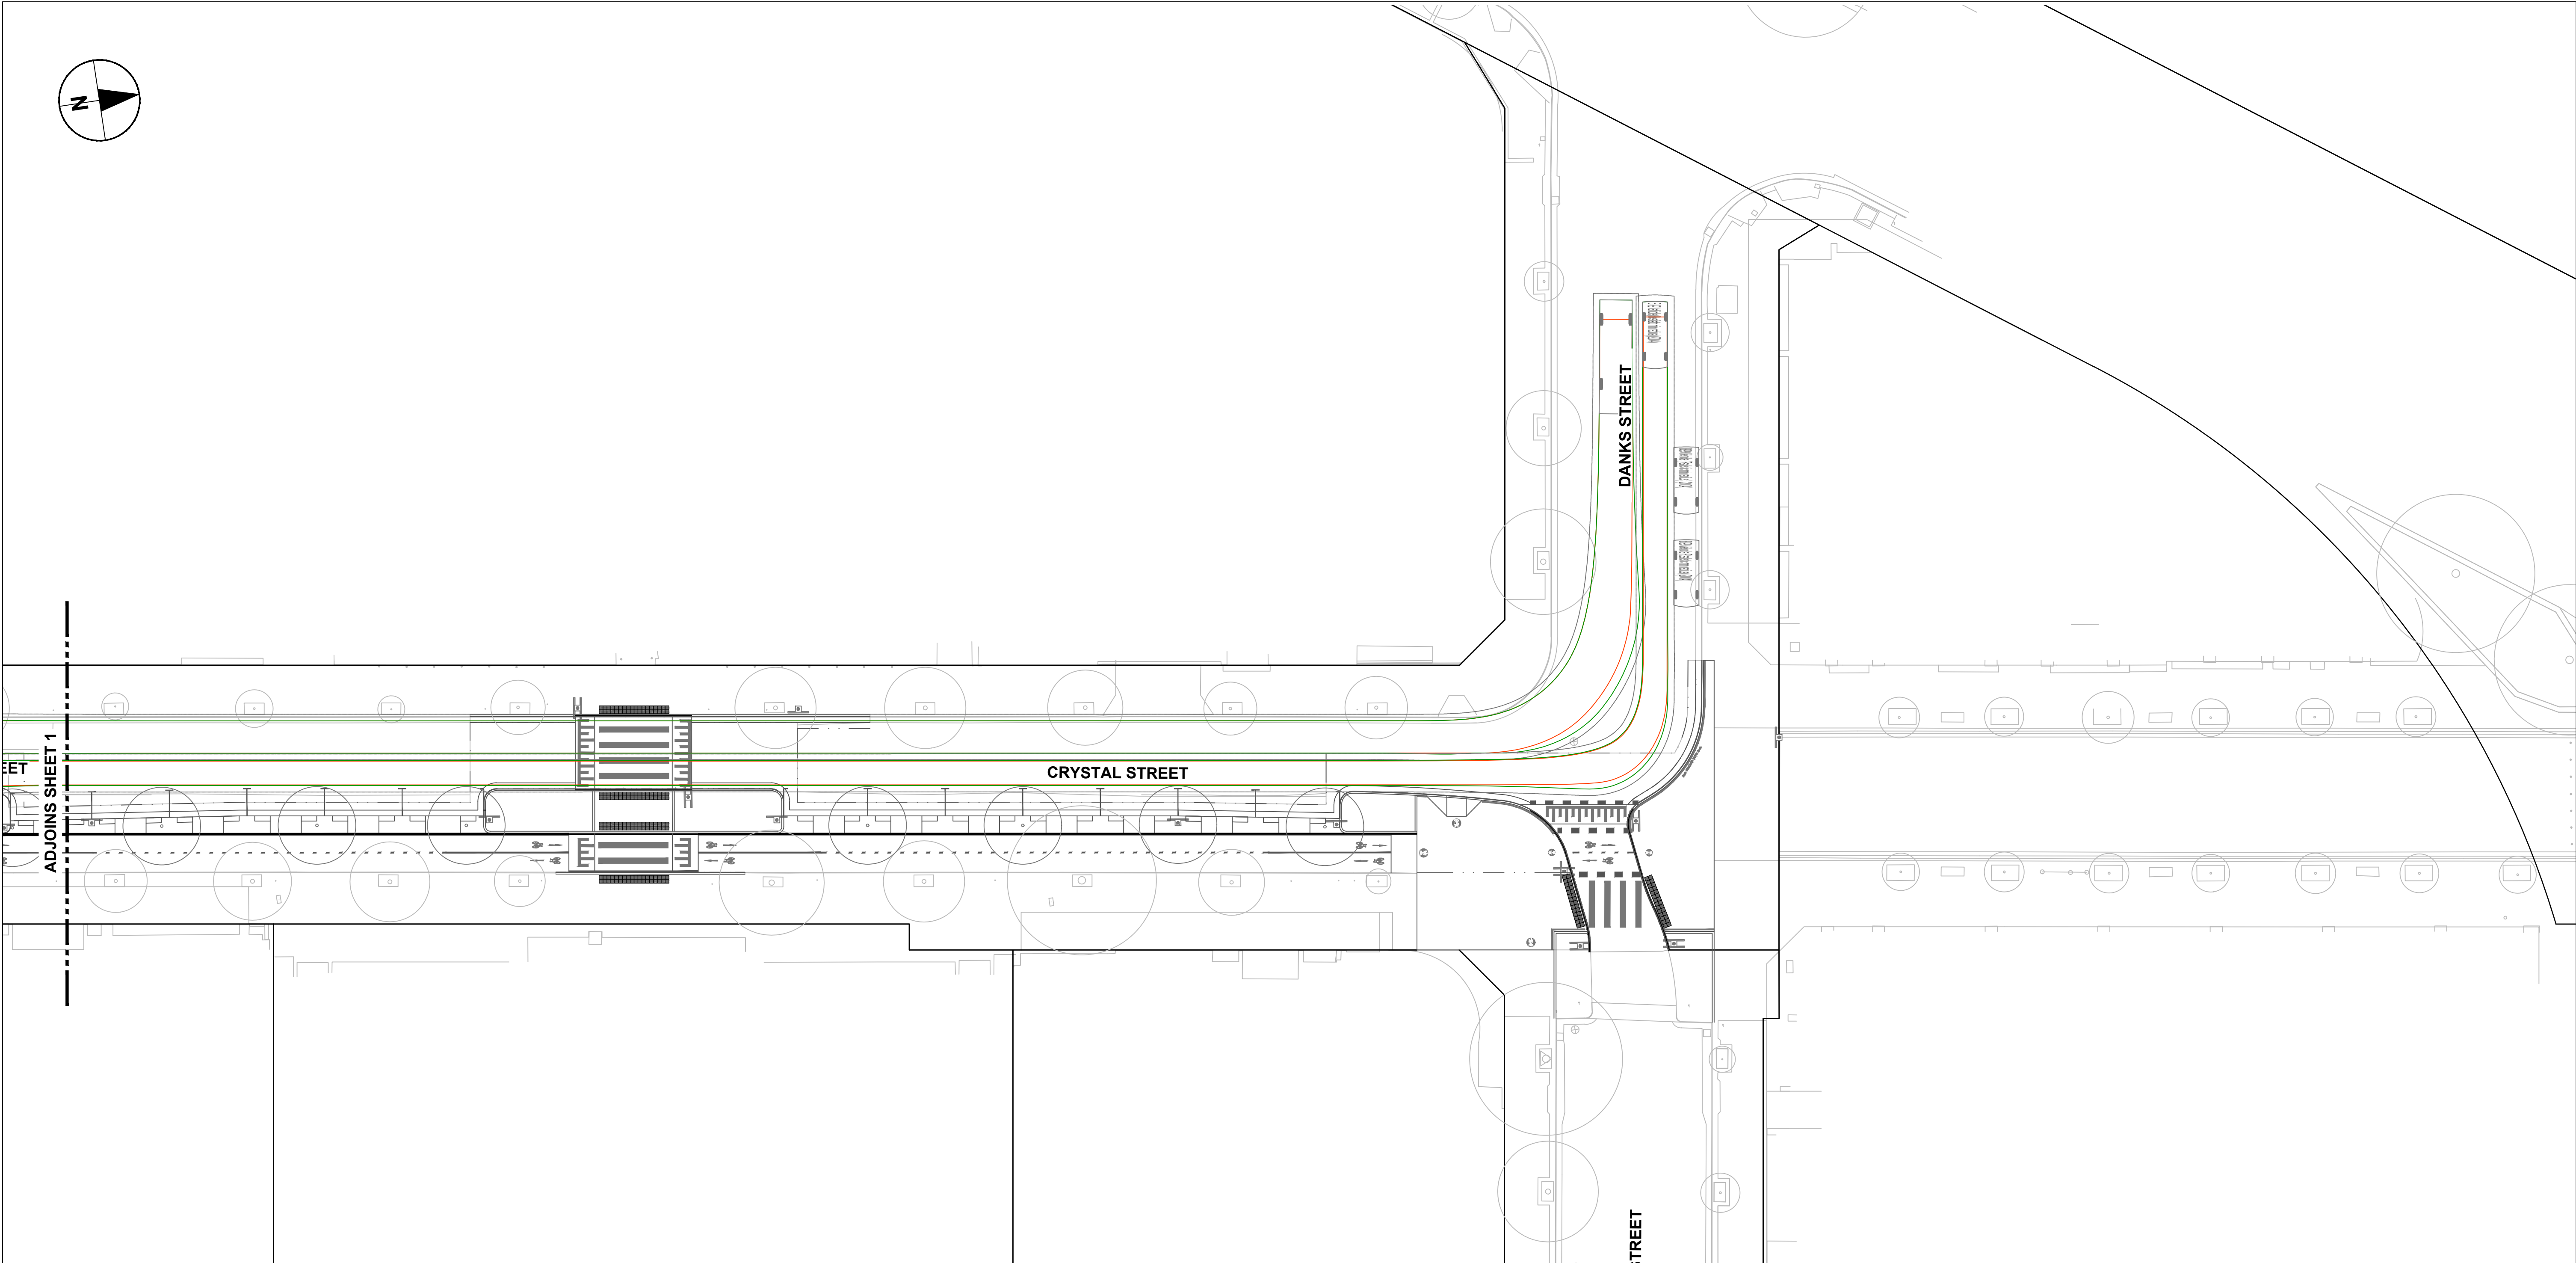 N
DANKS STREET
ADJOINS SHEET 1
EET
CRYSTAL STREET
STREET